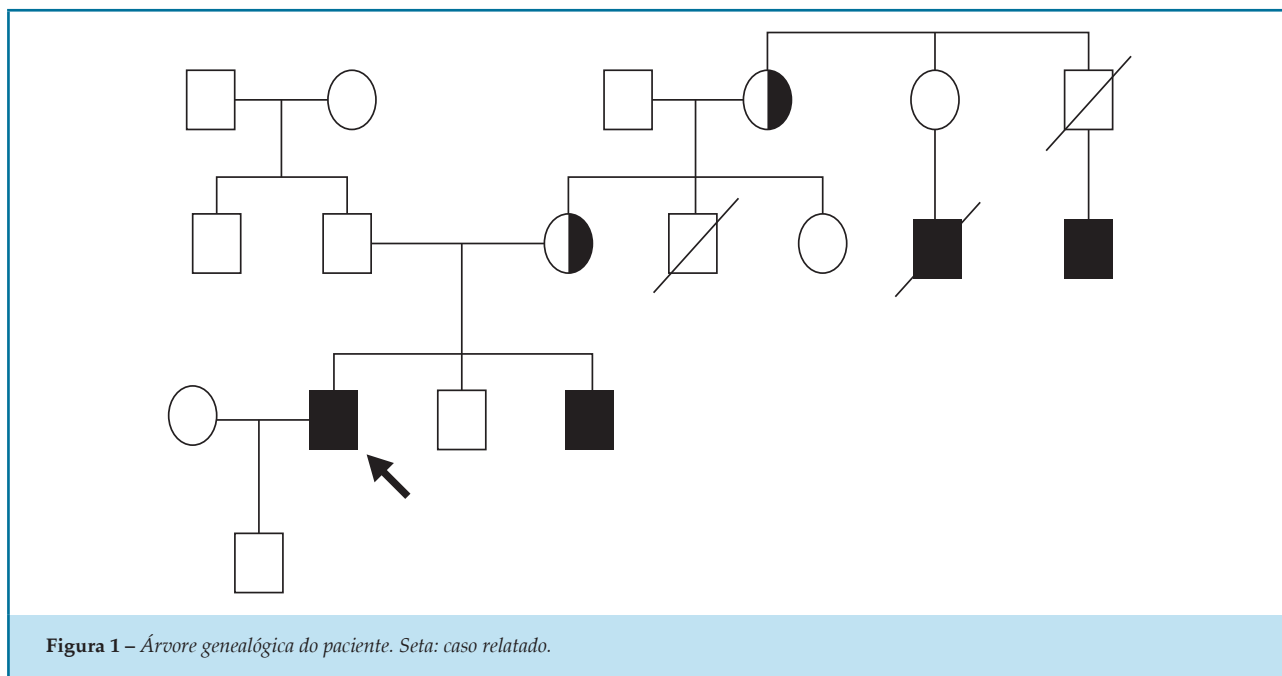 Figura 1 – Árvore genealógica do paciente. Seta: caso relatado.